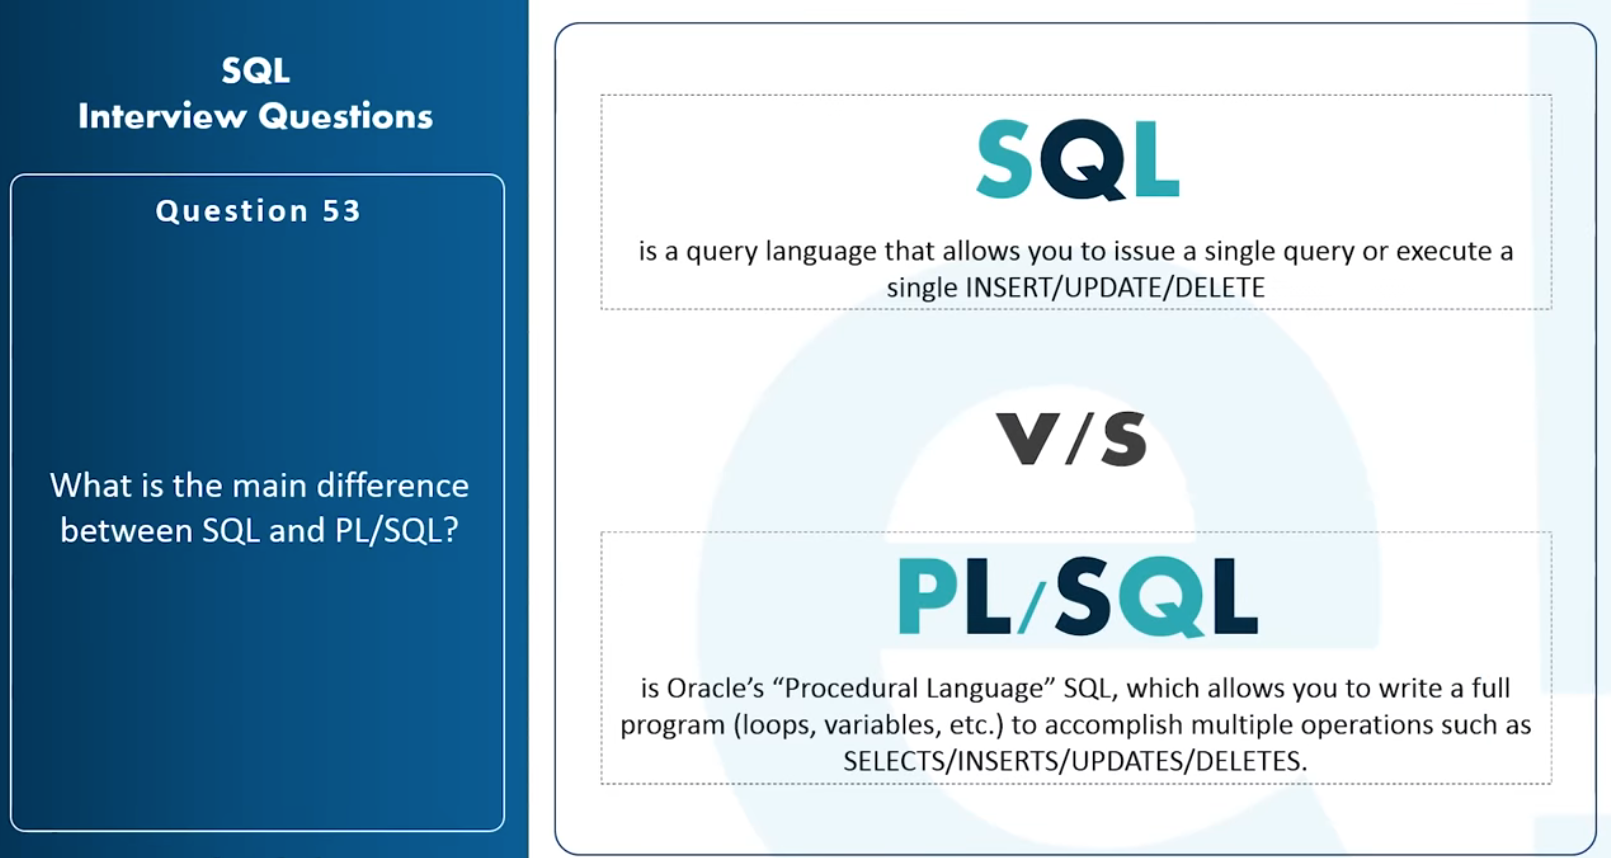 SQL
Interview Questions
Question 53
What is the main difference
between SQL and PL/SQL?
SQL
is a query language that allows you to issue a single query or execute a
single INSERT/UPDATE/DELETE
V/S
PL/SQL
is Oracle’s “Procedural Language” SQL, which allows you to write a full
program (loops, variables, etc.) to accomplish multiple operations such as
SELECTS/INSERTS/UPDATES/DELETES.